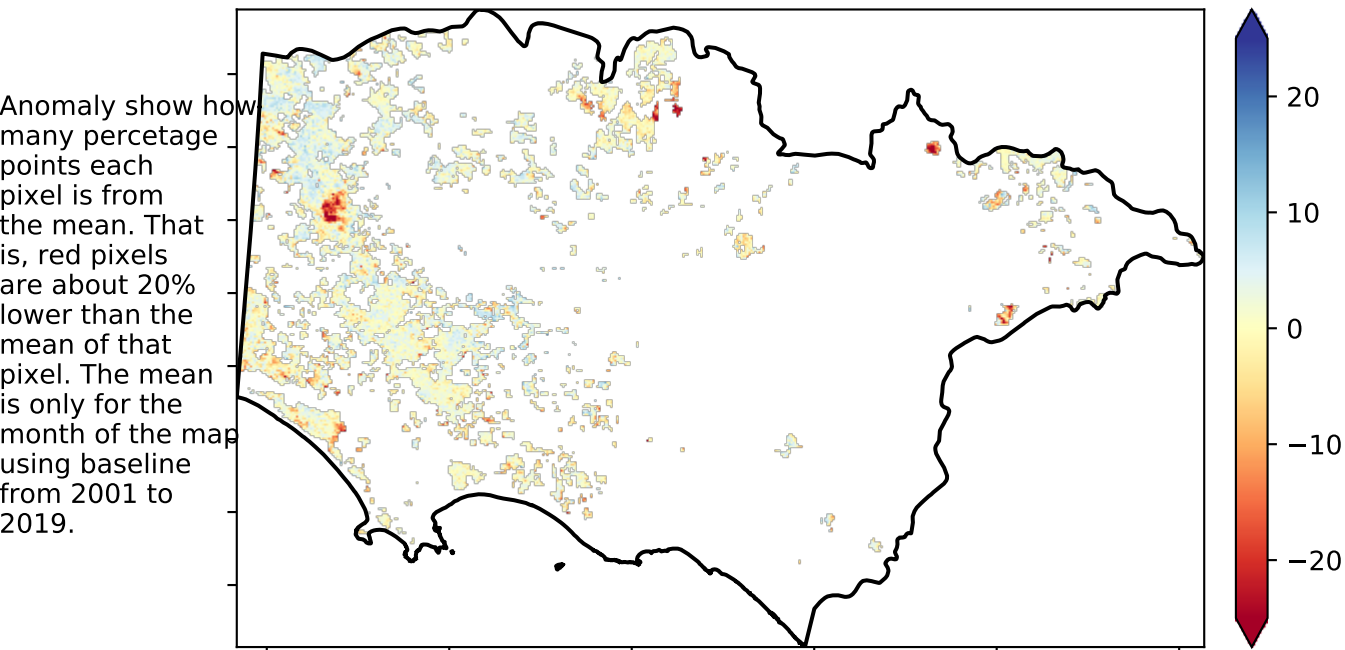 Anomaly show how
many percetage
points each
pixel is from
the mean. That
is, red pixels
are about 20%
lower than the
mean of that
pixel. The mean
is only for the
month of the map
using baseline
from 2001 to
2019.
20
10
0
−10
−20